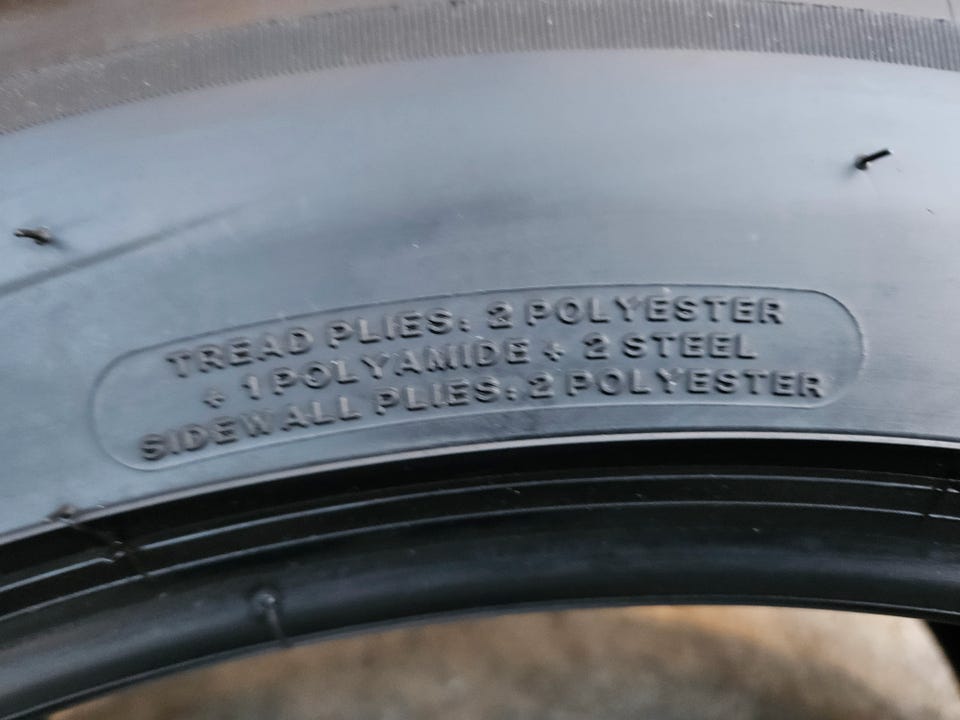 TREAD PLIES: 2 POLYESTER
+ 1 POLYAMIDE + 2 STEEL
SIDEWALL PLIES: 2 POLYESTER